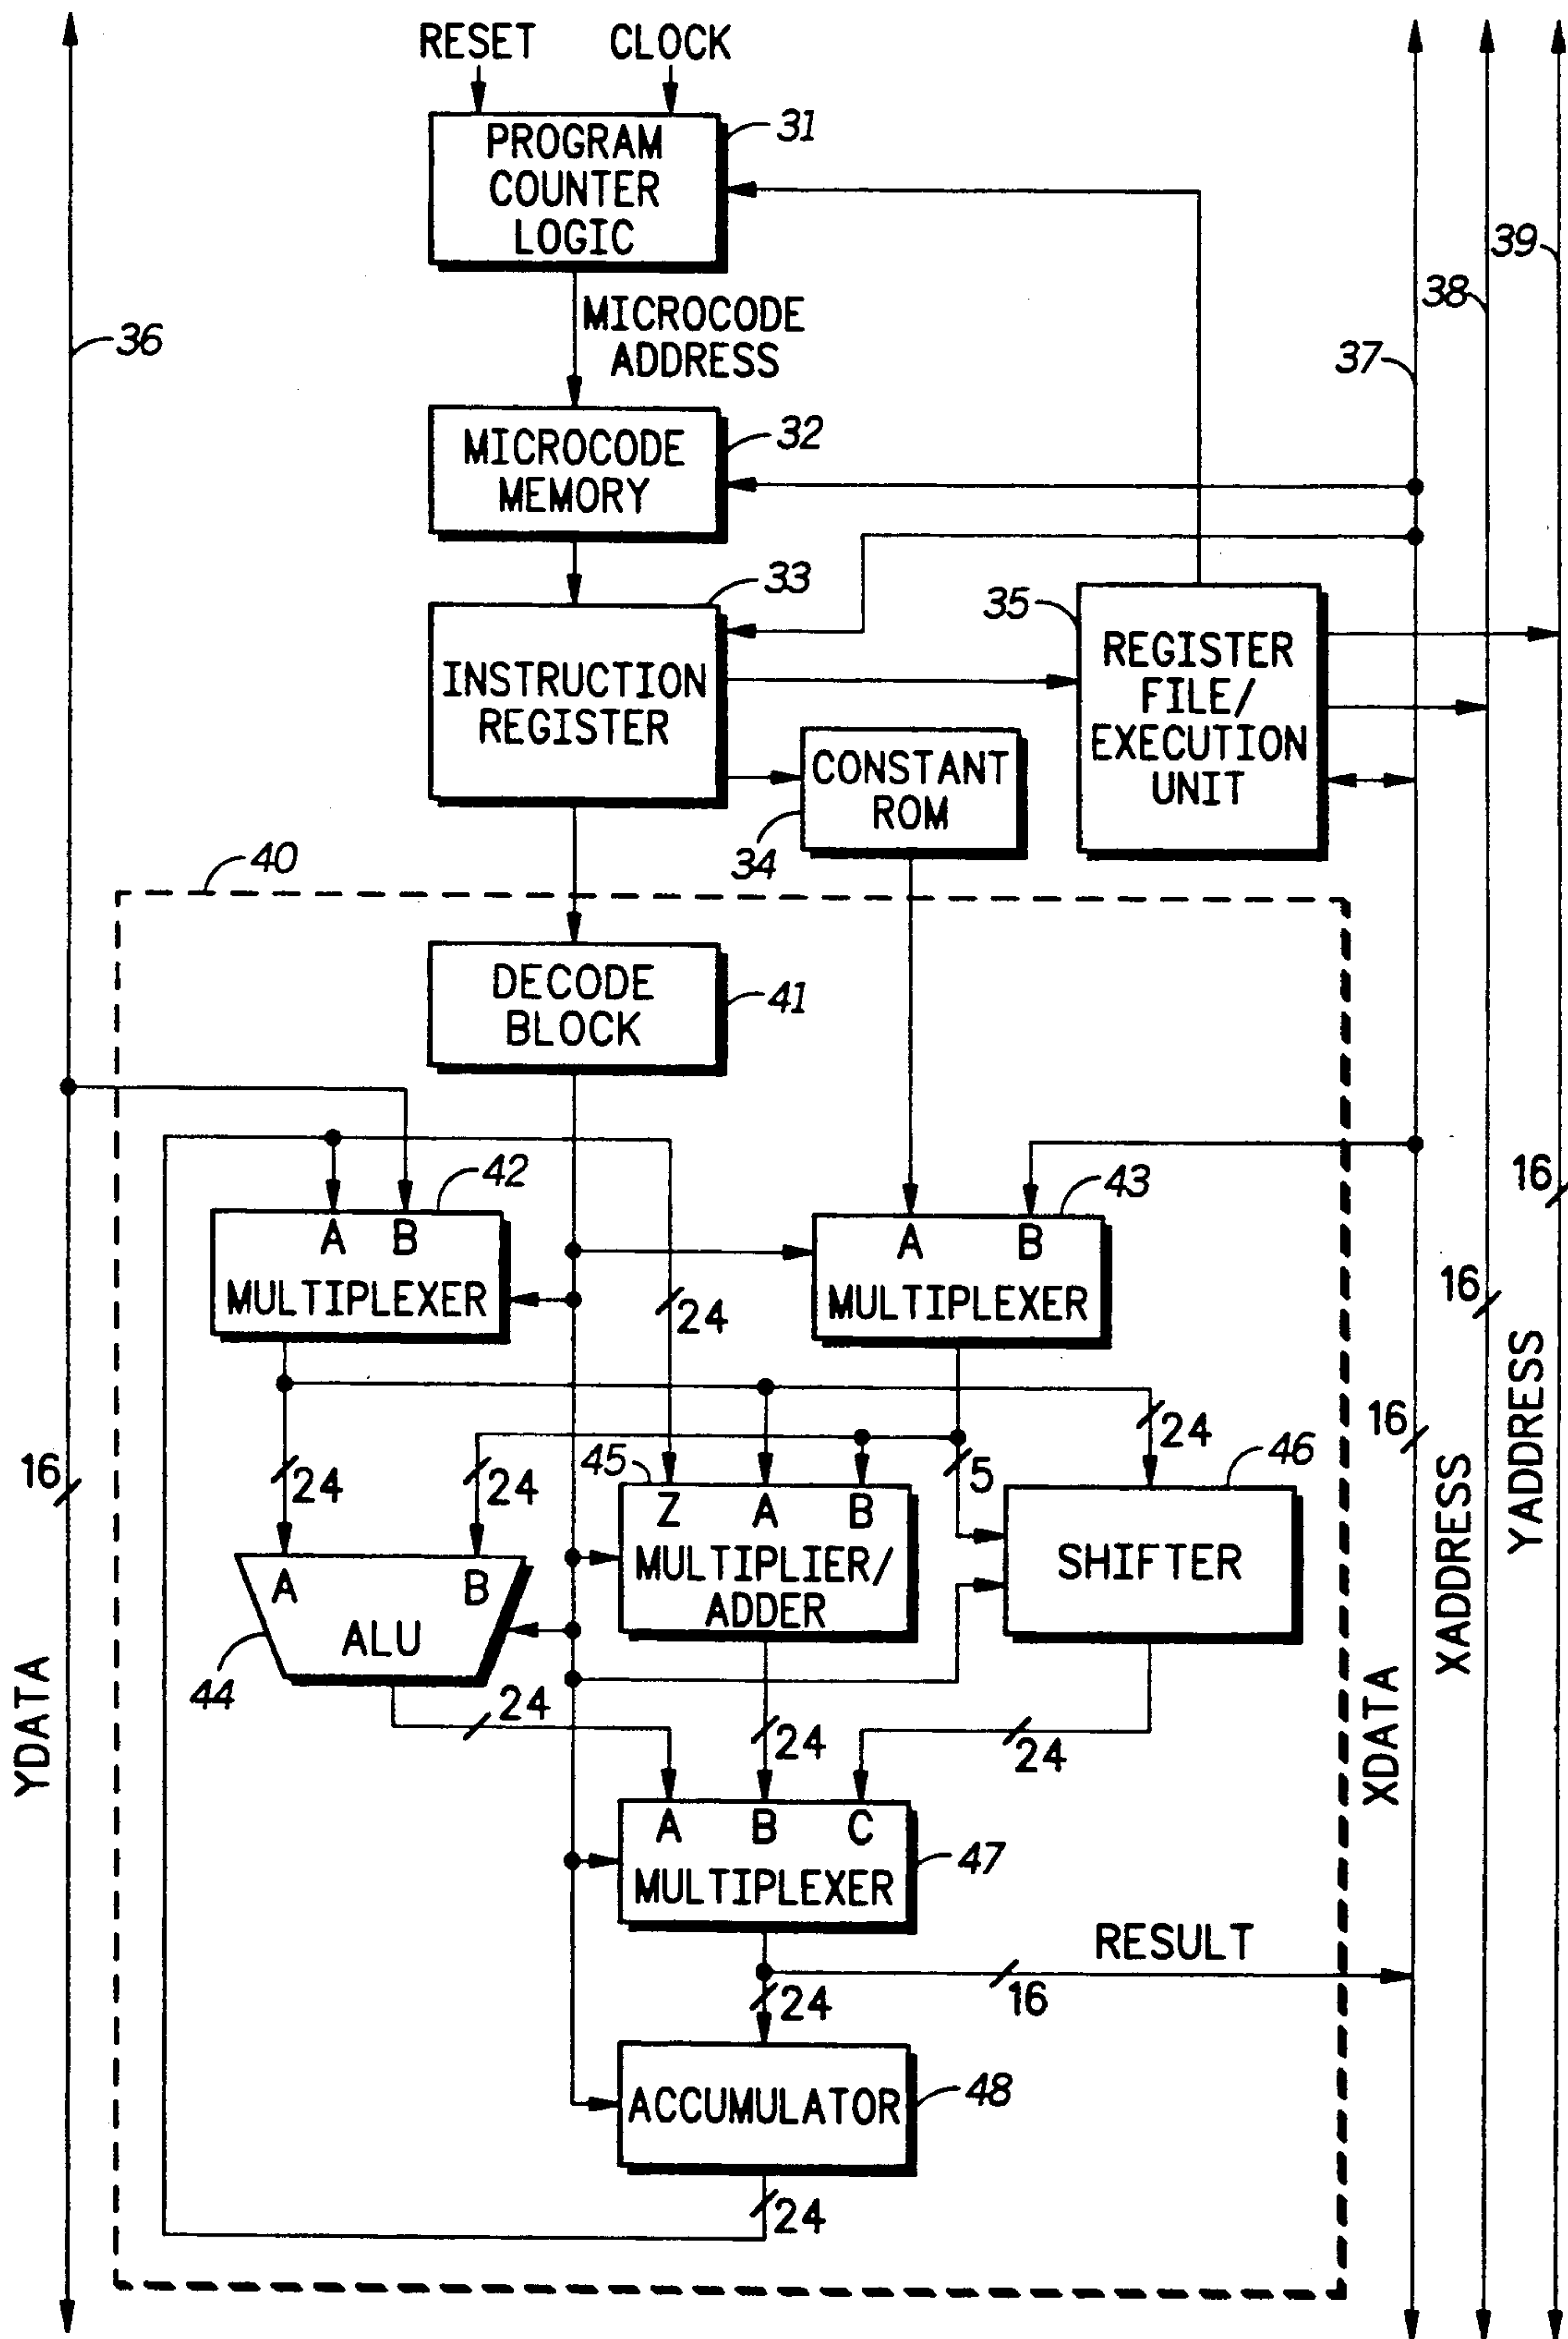 RESET
CLOCK
PROGRAM
COUNTER
LOGIC
31
39
38
MICROCODE
ADDRESS
36
37
MICROCODE
MEMORY
32
33
35
INSTRUCTION
REGISTER
REGISTER
FILE/
EXECUTION
UNIT
CONSTANT
ROM
34
40
DECODE
BLOCK
41
42
43
16
A
B
MULTIPLEXER
A
B
MULTIPLEXER
24
16
16
24
24
45
5
24
46
16
YADDRESS
XADDRESS
Z
A
B
MULTIPLIER/
ADDER
SHIFTER
A
B
ALU
44
24
24
24
YDATA
XDATA
A
B
C
MULTIPLEXER
47
RESULT
24
16
ACCUMULATOR
48
24